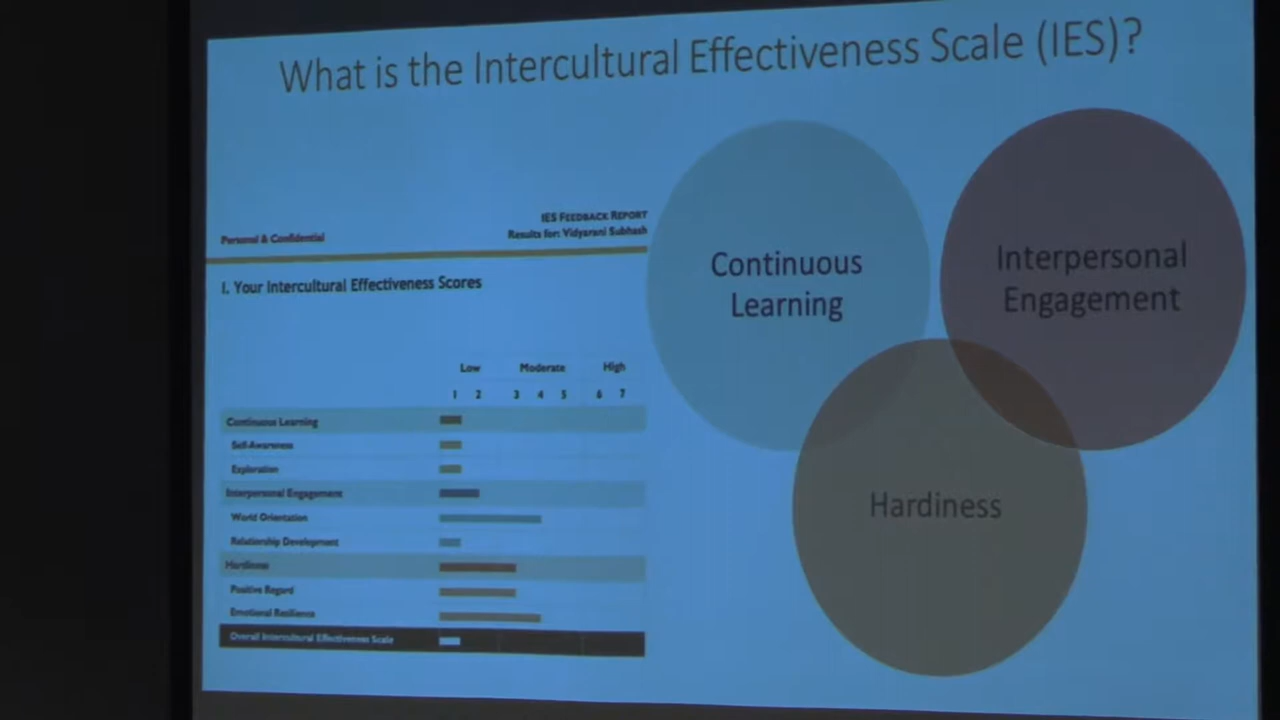 What is the Intercultural Effectiveness Scale (IES)?
IES FEEDBACK REPORT
Personal & Confidential
Results for: Vidyarani Subhash
I. Your Intercultural Effectiveness Scores
Low Moderate High
1 2 3 4 5 6 7
Continuous Learning
Self-Awareness
Exploration
Interpersonal Engagement
World Orientation
Relationship Development
Hardiness
Positive Regard
Emotional Resilience
Overall Intercultural Effectiveness Scale
Continuous
Learning
Interpersonal
Engagement
Hardiness